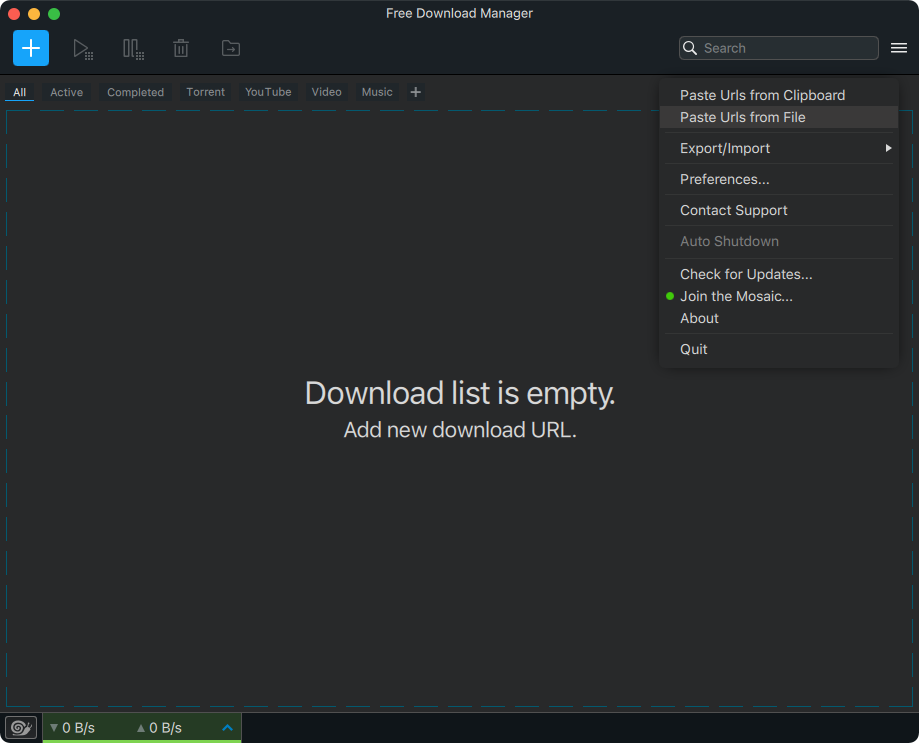 Free Download Manager
Search
All Active Completed Torrent YouTube Video Music
Paste Urls from Clipboard
Paste Urls from File
Export/Import
Preferences...
Contact Support
Auto Shutdown
Check for Updates...
Join the Mosaic...
About
Quit
Download list is empty.
Add new download URL.
0 B/s 0 B/s